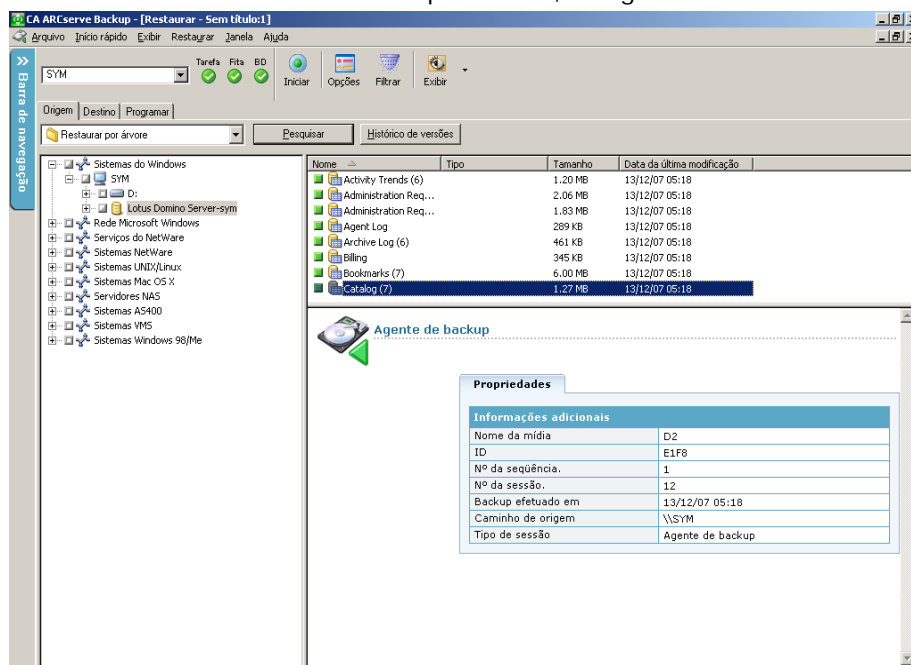 CA ARCserve Backup - [Restaurar - Sem título:1]
Arquivo Início rápido Exibir Restaurar Janela Ajuda
Barra de navegação
SYM
Tarefa Fita BD
Iniciar Opções Filtrar Exibir
Origem Destino Programar
Restaurar por árvore
Pesquisar
Histórico de versões
Sistemas do Windows
SYM
D:
Lotus Domino Server-sym
Rede Microsoft Windows
Serviços do NetWare
Sistemas NetWare
Sistemas UNIX/Linux
Sistemas Mac OS X
Servidores NAS
Sistemas AS400
Sistemas VMS
Sistemas Windows 98/Me
Nome Tipo Tamanho Data da última modificação
Activity Trends (6) 1.20 MB 13/12/07 05:18
Administration Req... 2.06 MB 13/12/07 05:18
Administration Req... 1.83 MB 13/12/07 05:18
Agent Log 289 KB 13/12/07 05:18
Archive Log (6) 461 KB 13/12/07 05:18
Billing 345 KB 13/12/07 05:18
Bookmarks (7) 6.00 MB 13/12/07 05:18
Catalog (7) 1.27 MB 13/12/07 05:18
Agente de backup
Propriedades
Informações adicionais
Nome da mídia D2
ID E1F8
Nº da seqüência. 1
Nº da sessão. 12
Backup efetuado em 13/12/07 05:18
Caminho de origem \\SYM
Tipo de sessão Agente de backup